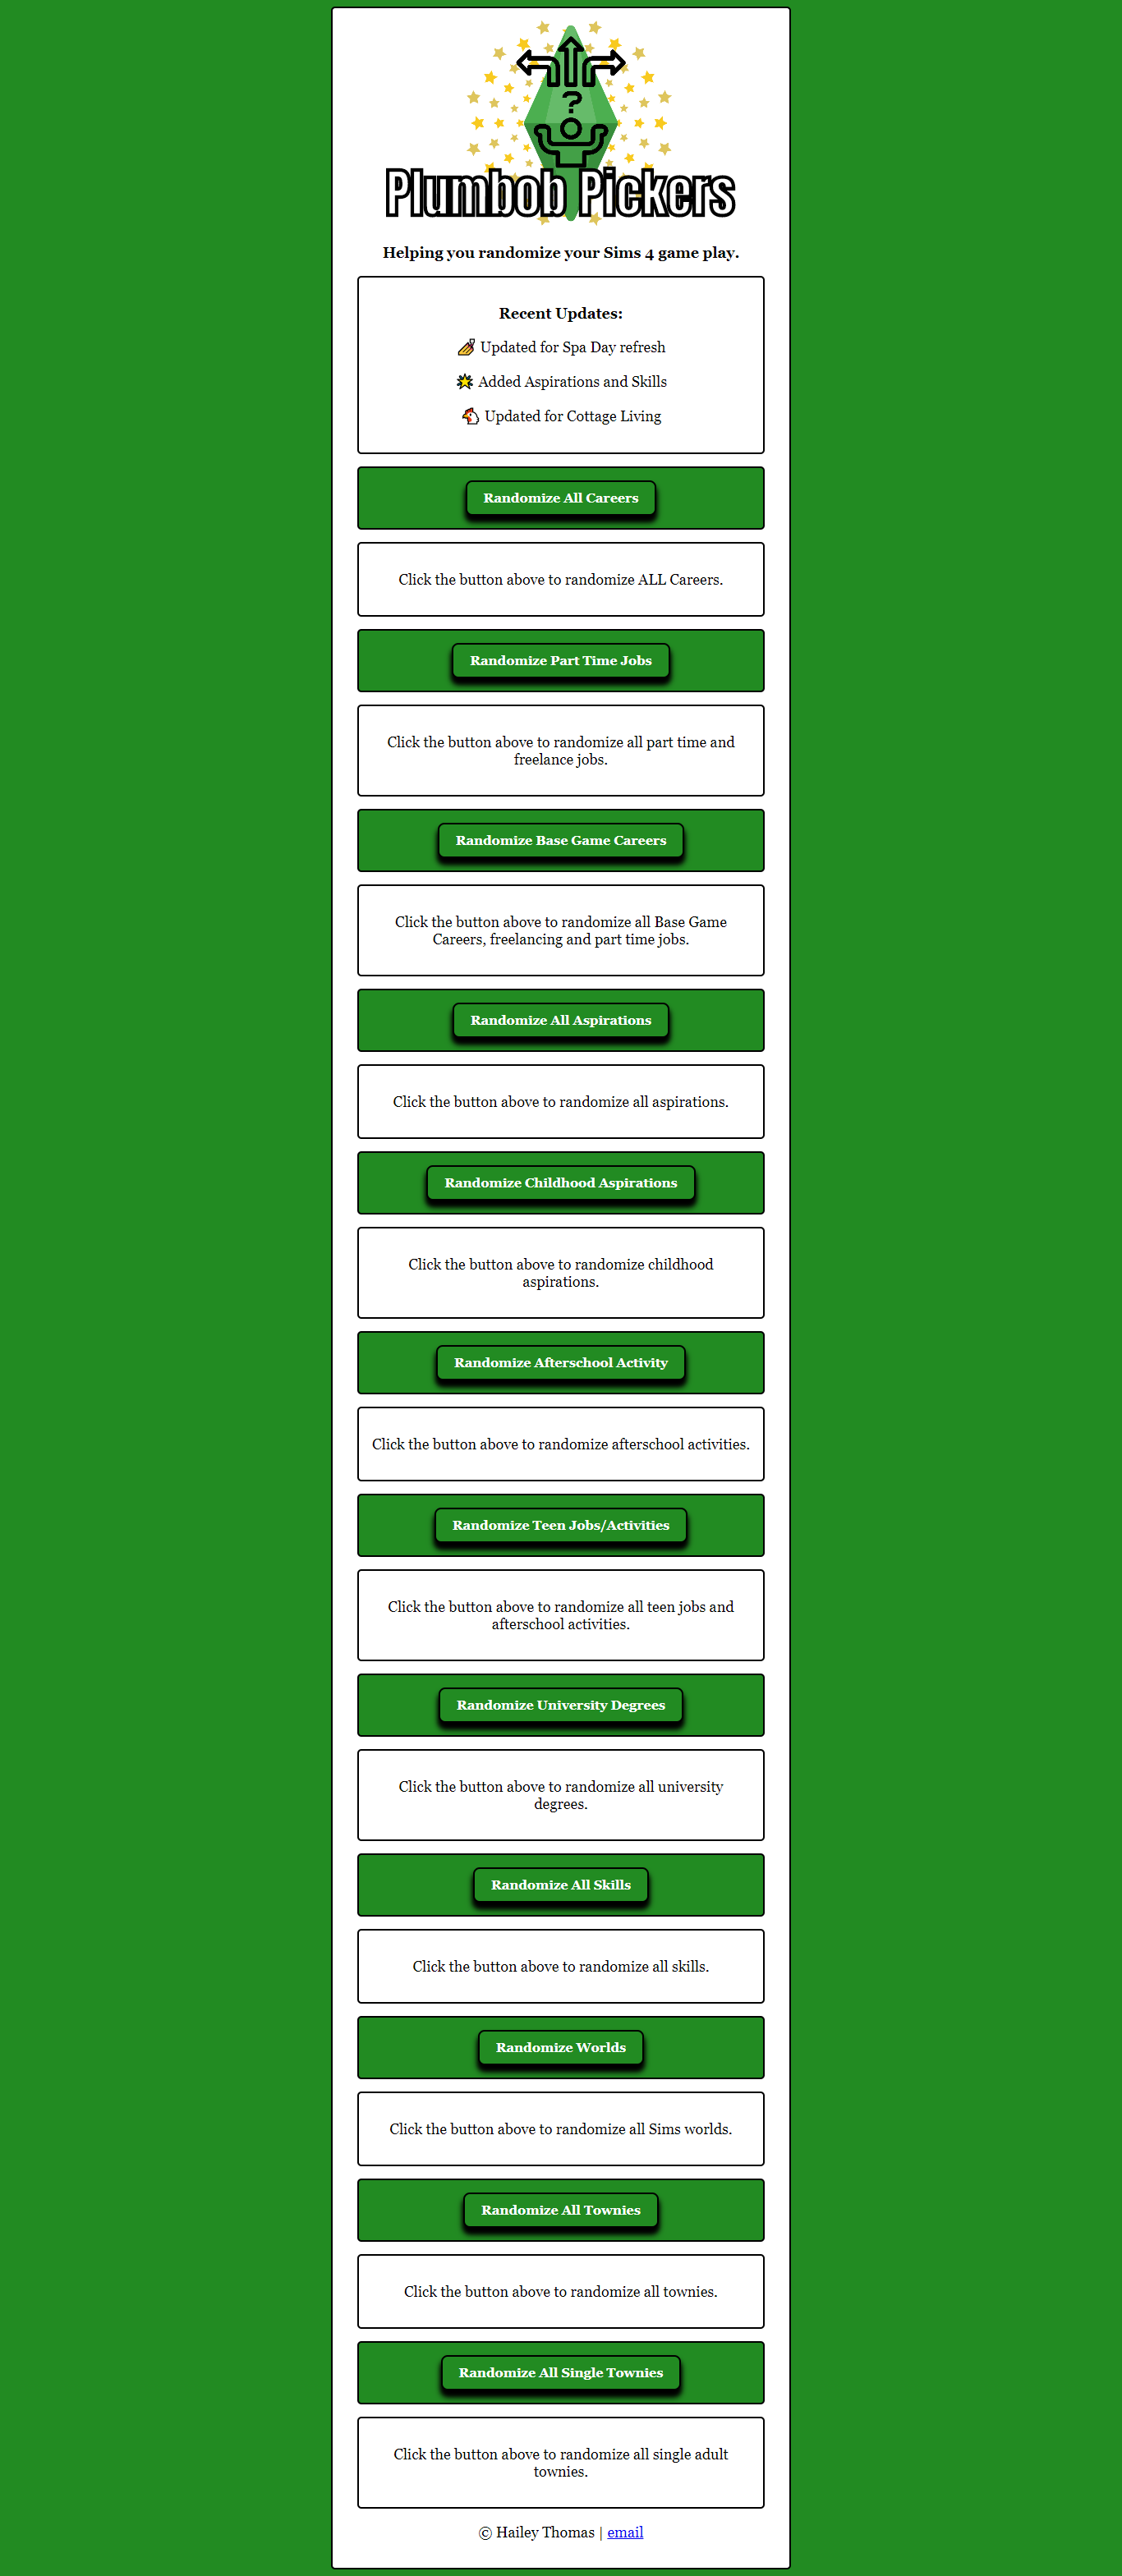 ?
Plumbob Pickers
Helping you randomize your Sims 4 game play.
Recent Updates:
Updated for Spa Day refresh
Added Aspirations and Skills
Updated for Cottage Living
Randomize All Careers
Click the button above to randomize ALL Careers.
Randomize Part Time Jobs
Click the button above to randomize all part time and
freelance jobs.
Randomize Base Game Careers
Click the button above to randomize all Base Game
Careers, freelancing and part time jobs.
Randomize All Aspirations
Click the button above to randomize all aspirations.
Randomize Childhood Aspirations
Click the button above to randomize childhood
aspirations.
Randomize Afterschool Activity
Click the button above to randomize afterschool activities.
Randomize Teen Jobs/Activities
Click the button above to randomize all teen jobs and
afterschool activities.
Randomize University Degrees
Click the button above to randomize all university
degrees.
Randomize All Skills
Click the button above to randomize all skills.
Randomize Worlds
Click the button above to randomize all Sims worlds.
Randomize All Townies
Click the button above to randomize all townies.
Randomize All Single Townies
Click the button above to randomize all single adult
townies.
© Hailey Thomas | email